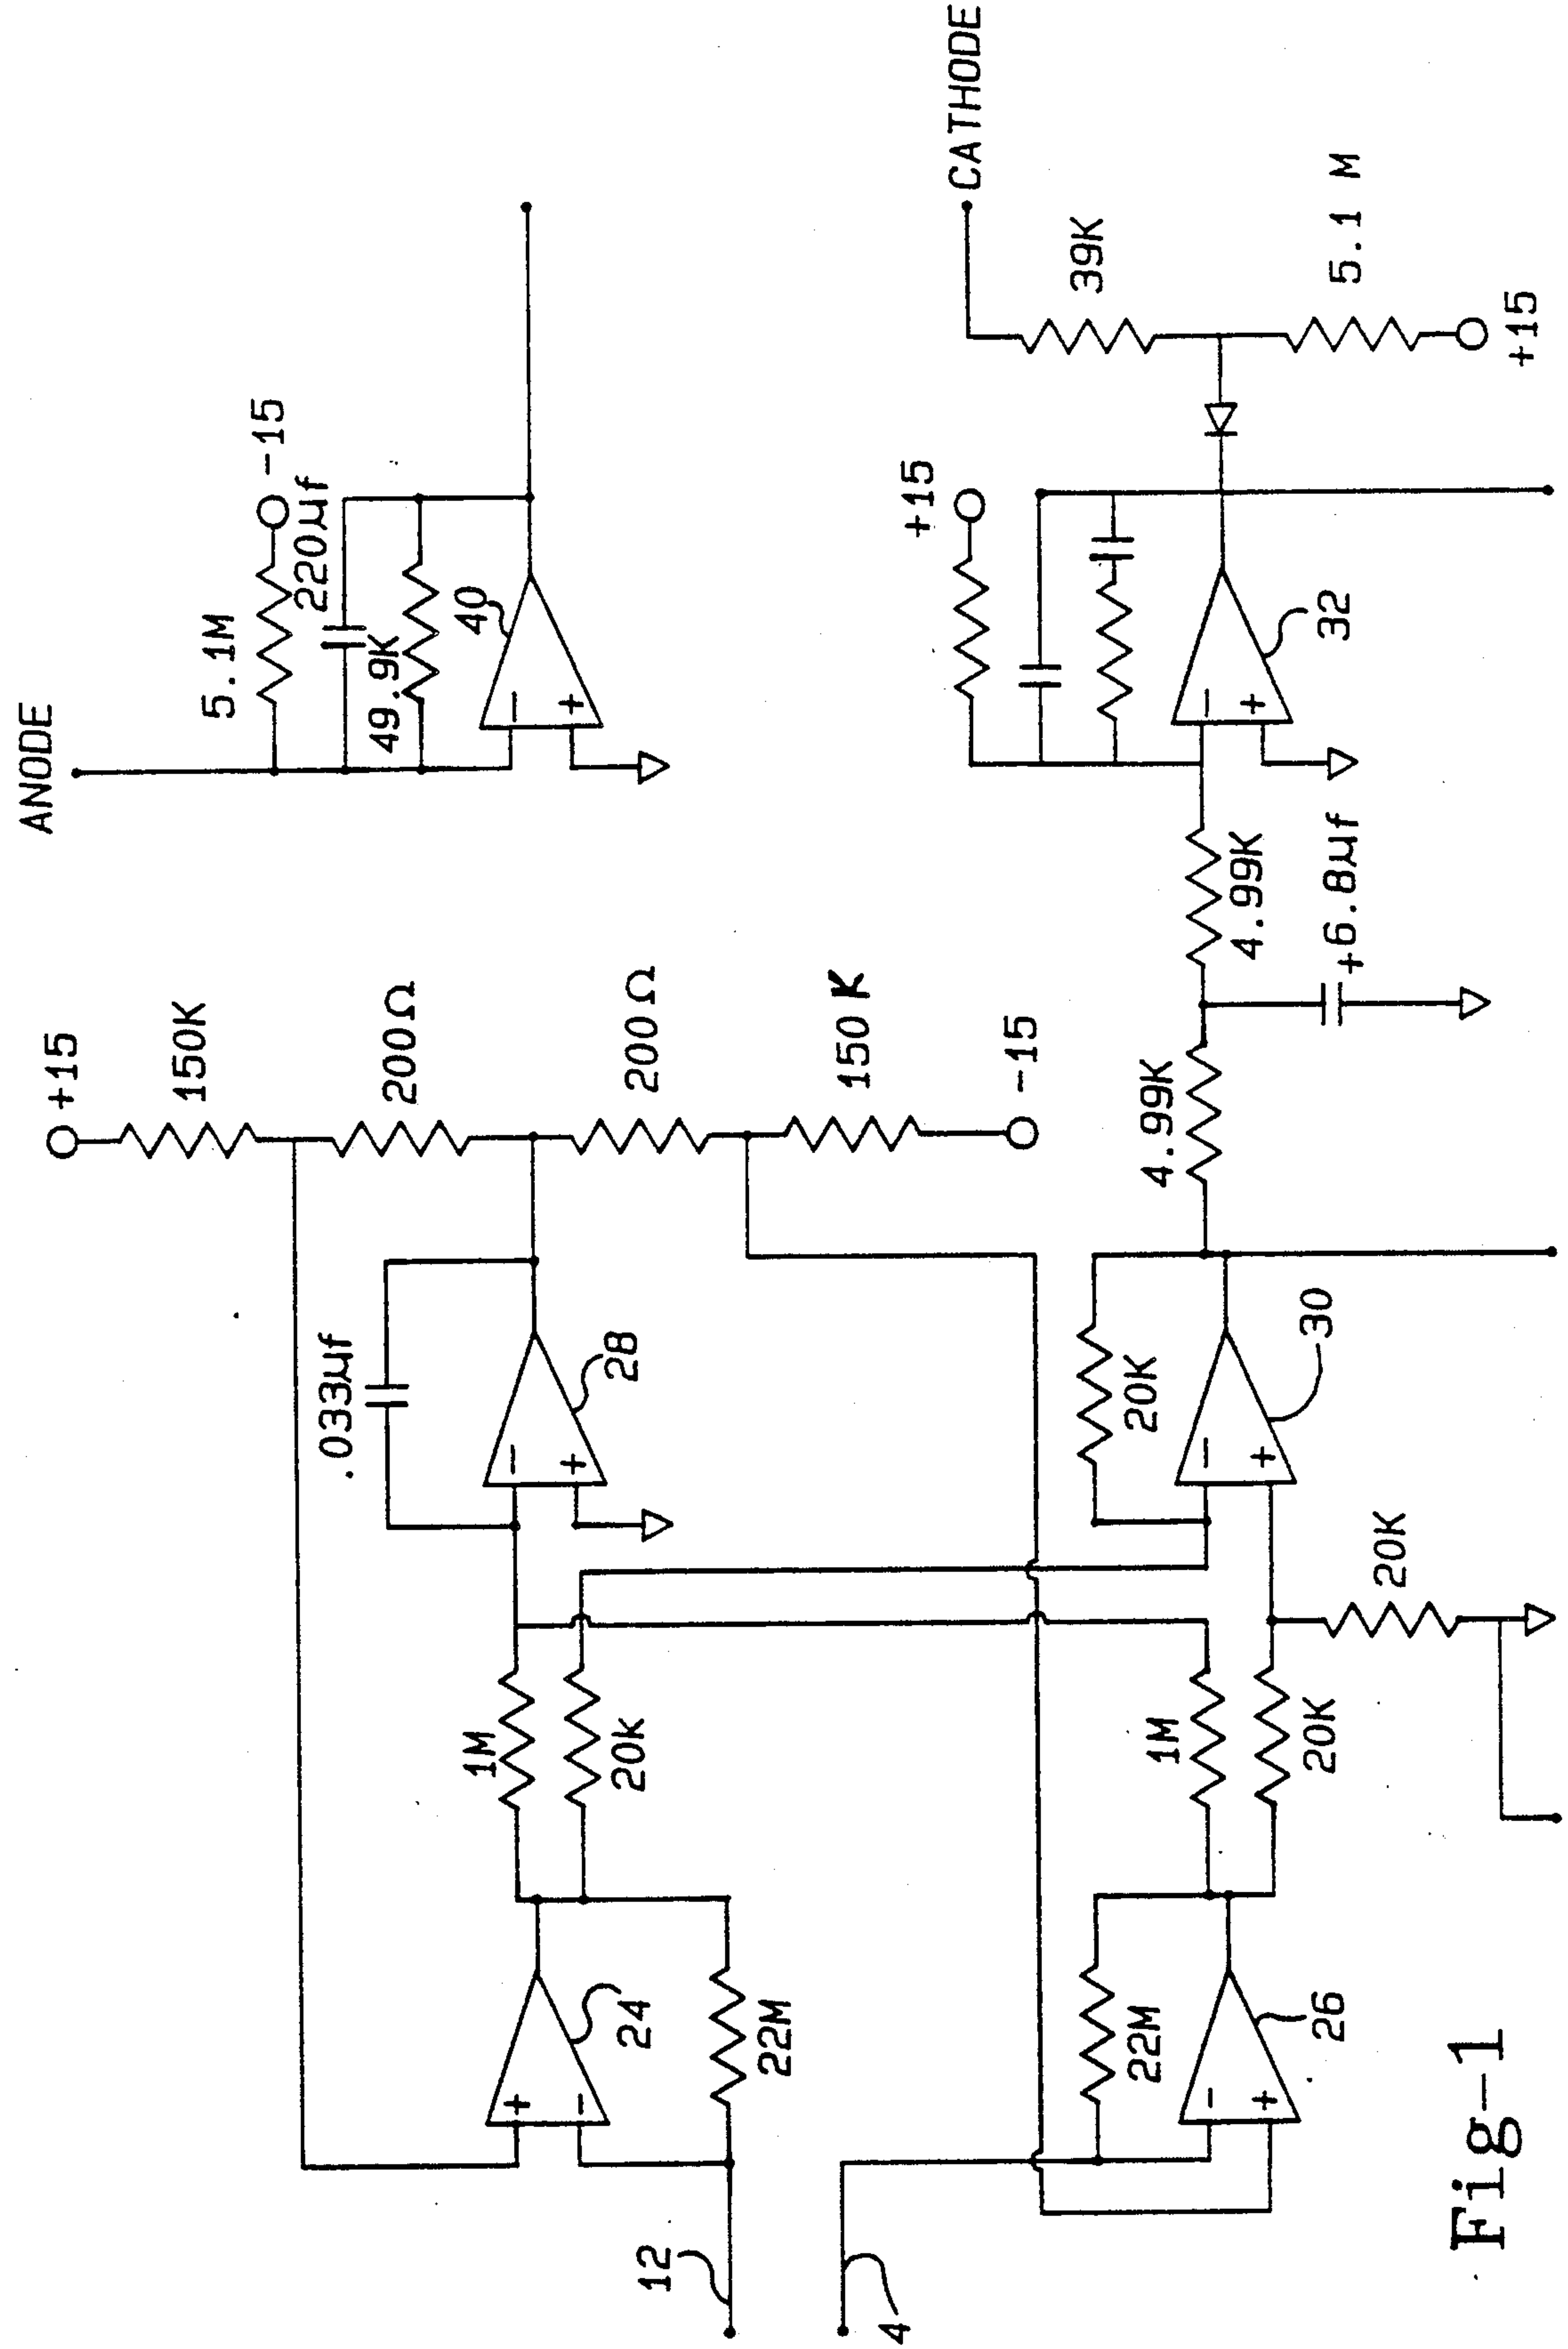 ANODE
5.1M
-15
220µf
49.9K
40
-
+
+15
150K
200Ω
200Ω
150K
-15
.033µf
28
-
+
1M
20K
24
+
-
22M
12
4
22M
26
-
+
1M
20K
20K
20K
30
-
+
4.99K
4.99K
+6.8µf
+15
32
-
+
CATHODE
39K
5.1 M
+15
Fig-1